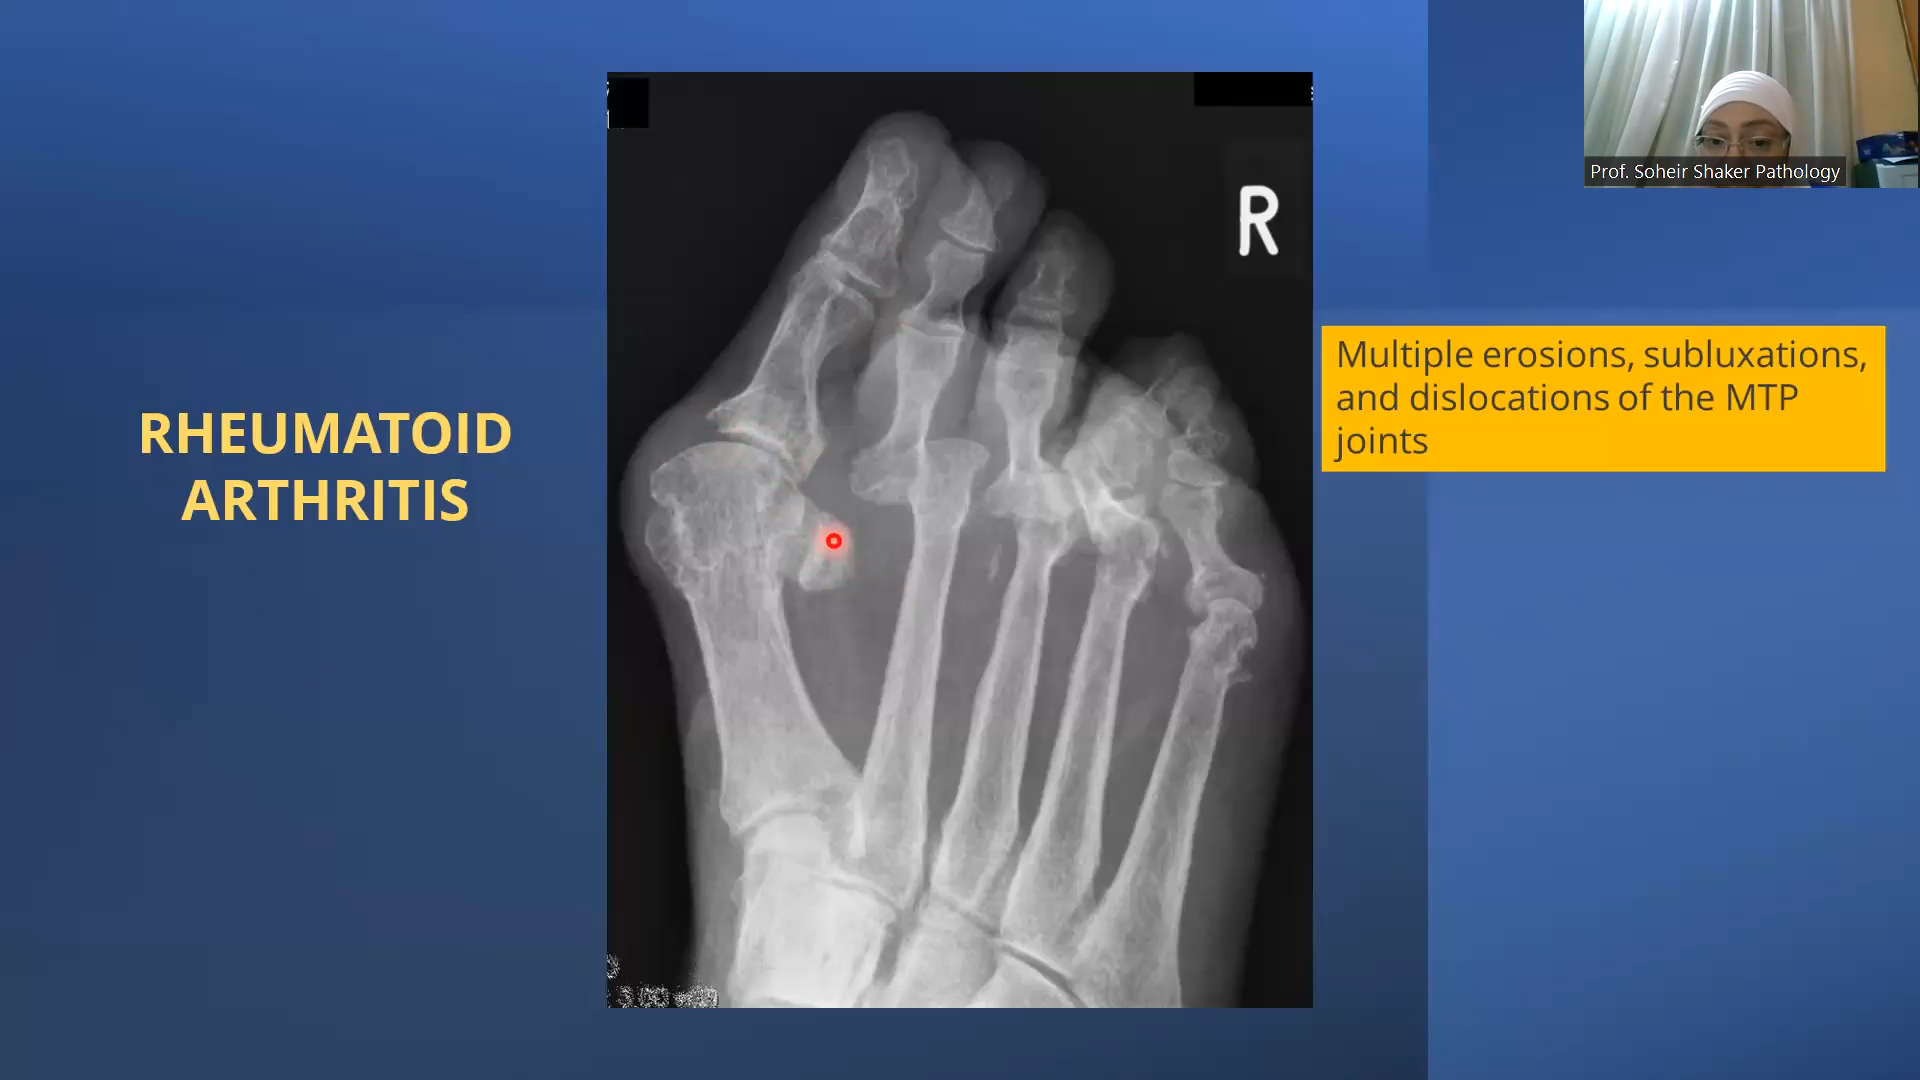 Prof. Soheir Shaker Pathology
R
RHEUMATOID
ARTHRITIS
Multiple erosions, subluxations,
and dislocations of the MTP
joints